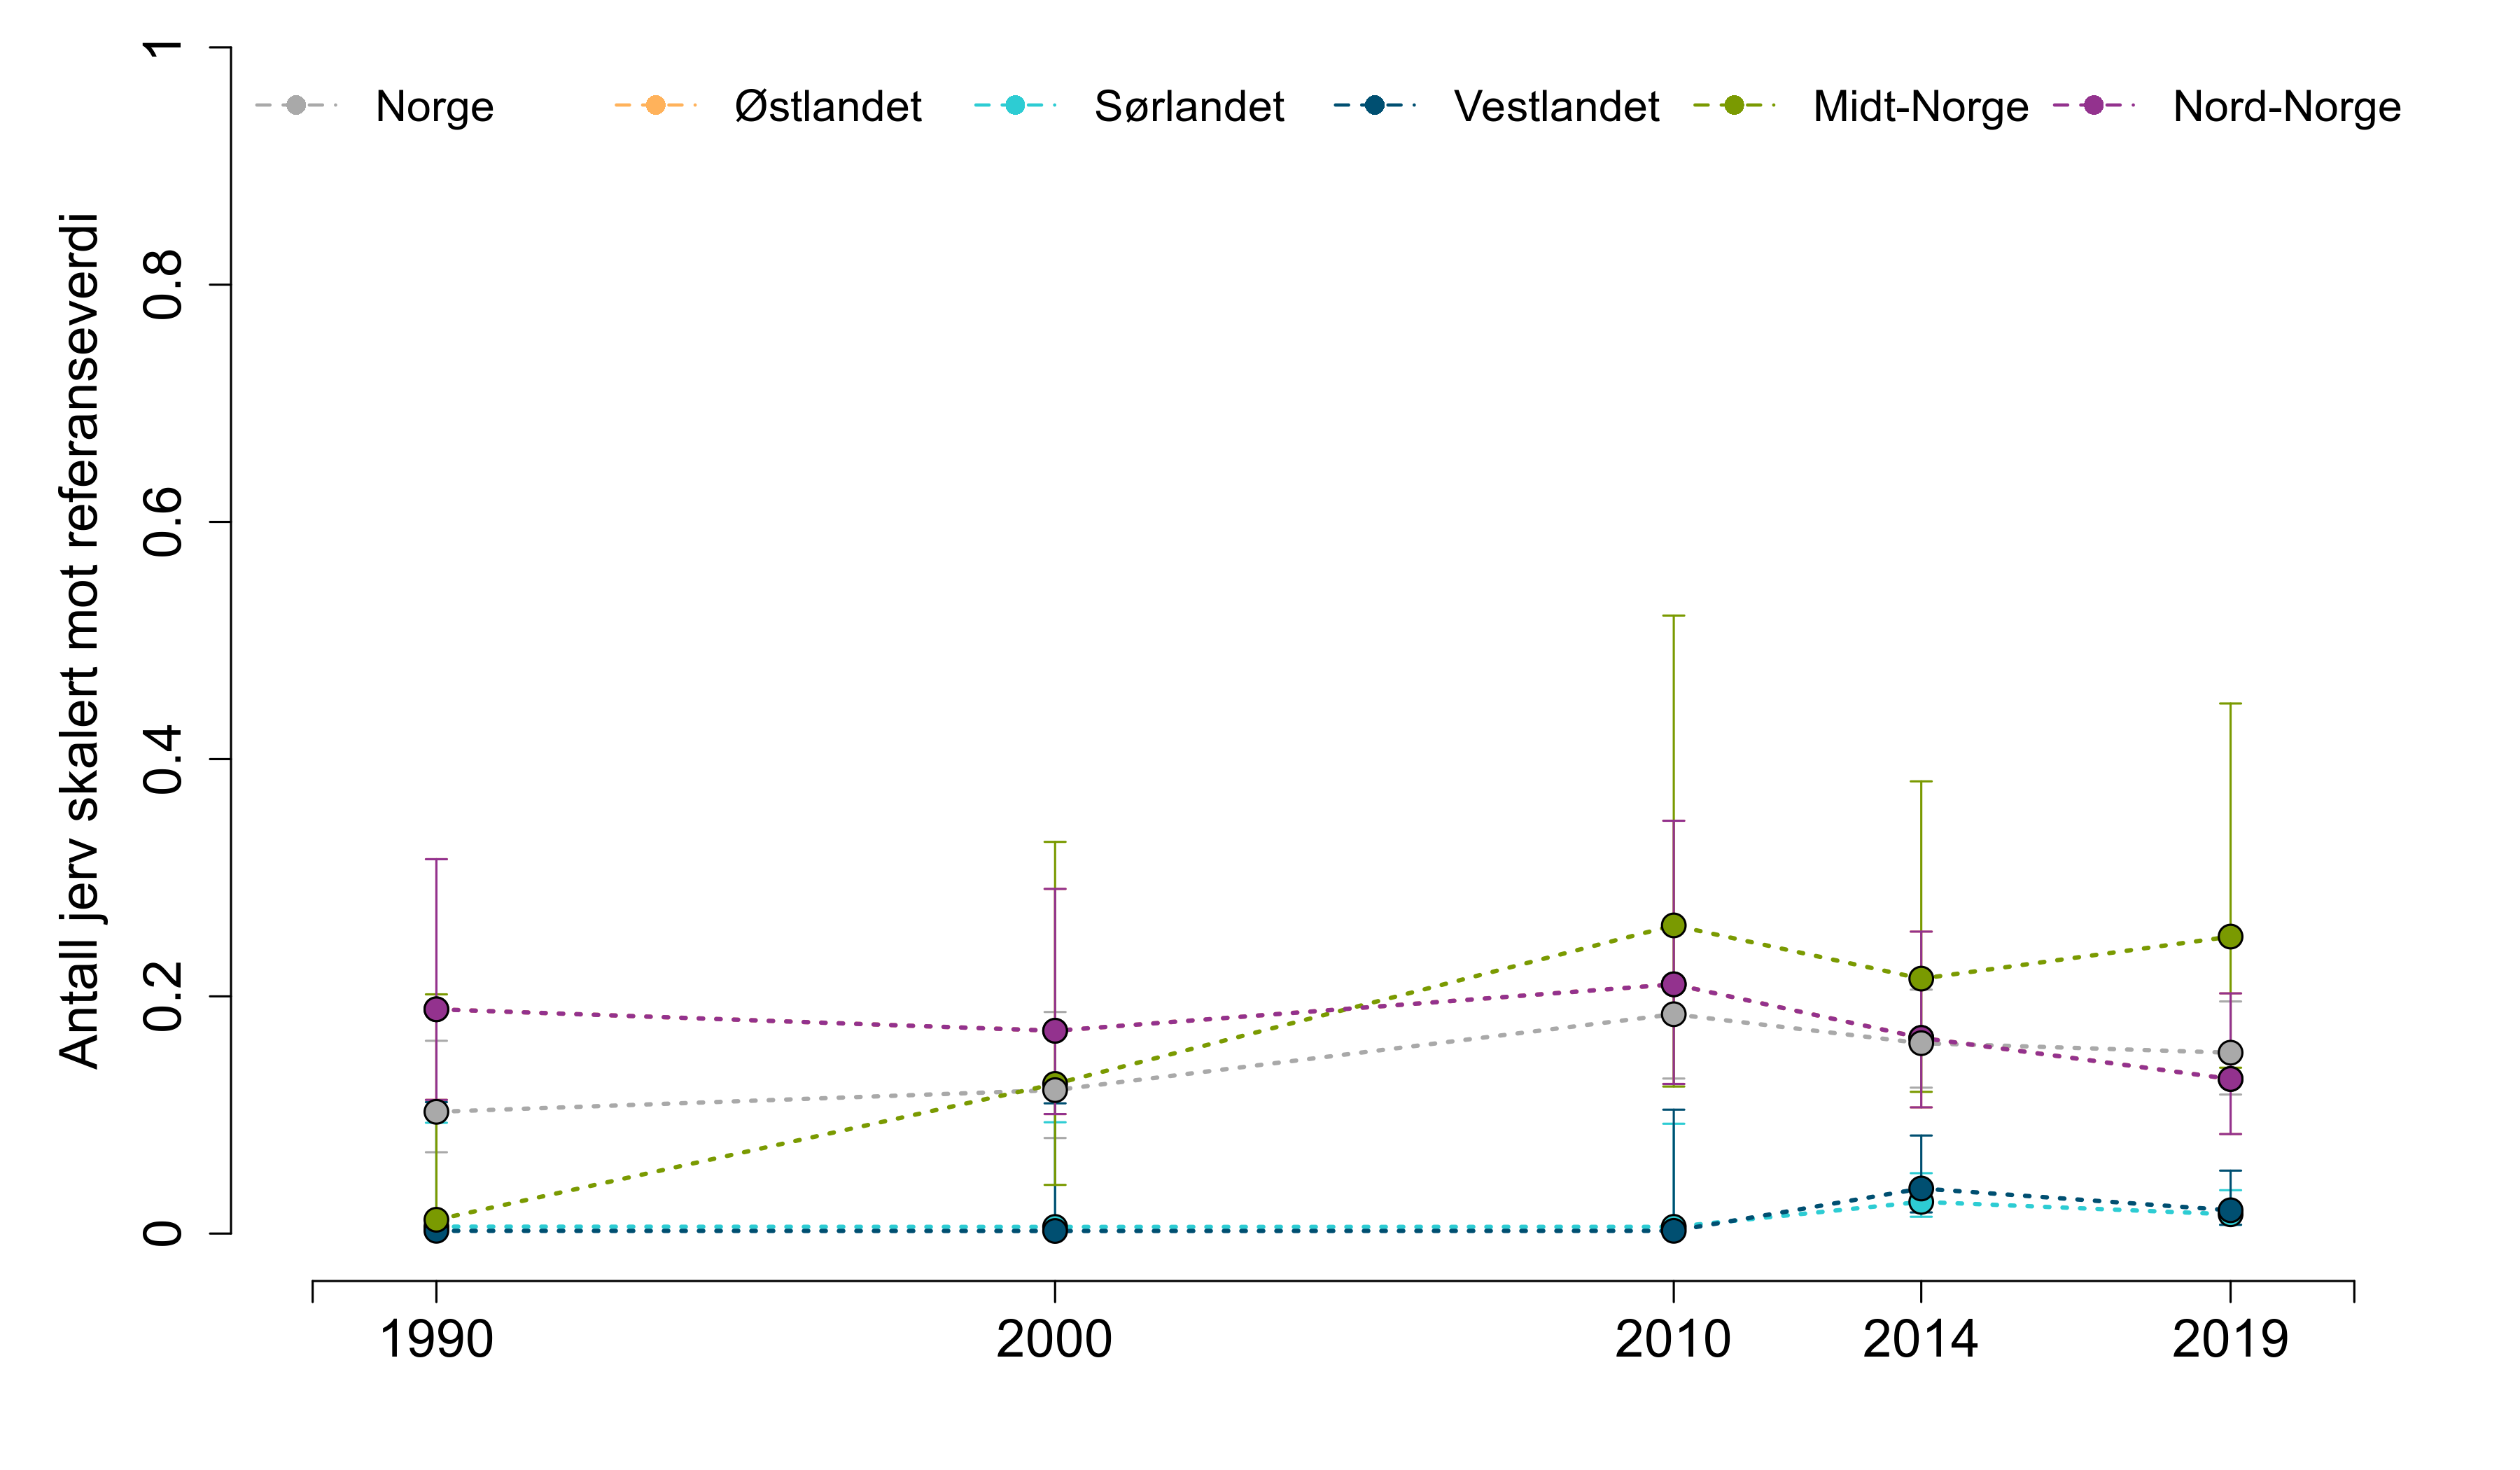 Antall jerv skalert mot referanseverdi
1
0.8
0.6
0.4
0.2
0
Norge Østlandet Sørlandet Vestlandet Midt-Norge Nord-Norge
1990 2000 2010 2014 2019